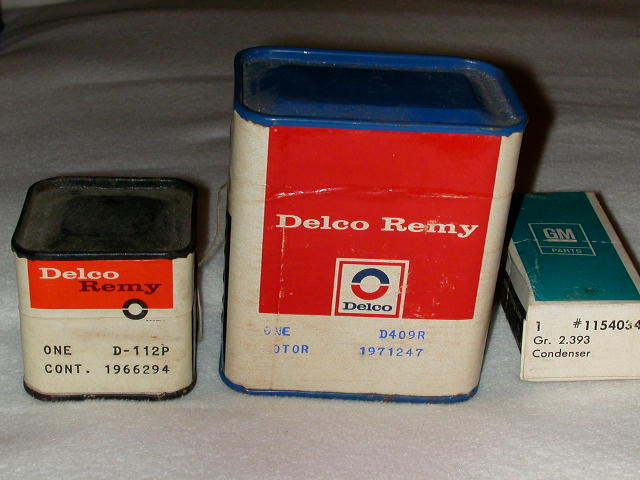 Delco
Remy
ONE D-112P
CONT. 1966294
Delco Remy
Delco
ONE D409R
OTOR 1971247
GM
PARTS
1 #1154034
Gr. 2.393
Condenser